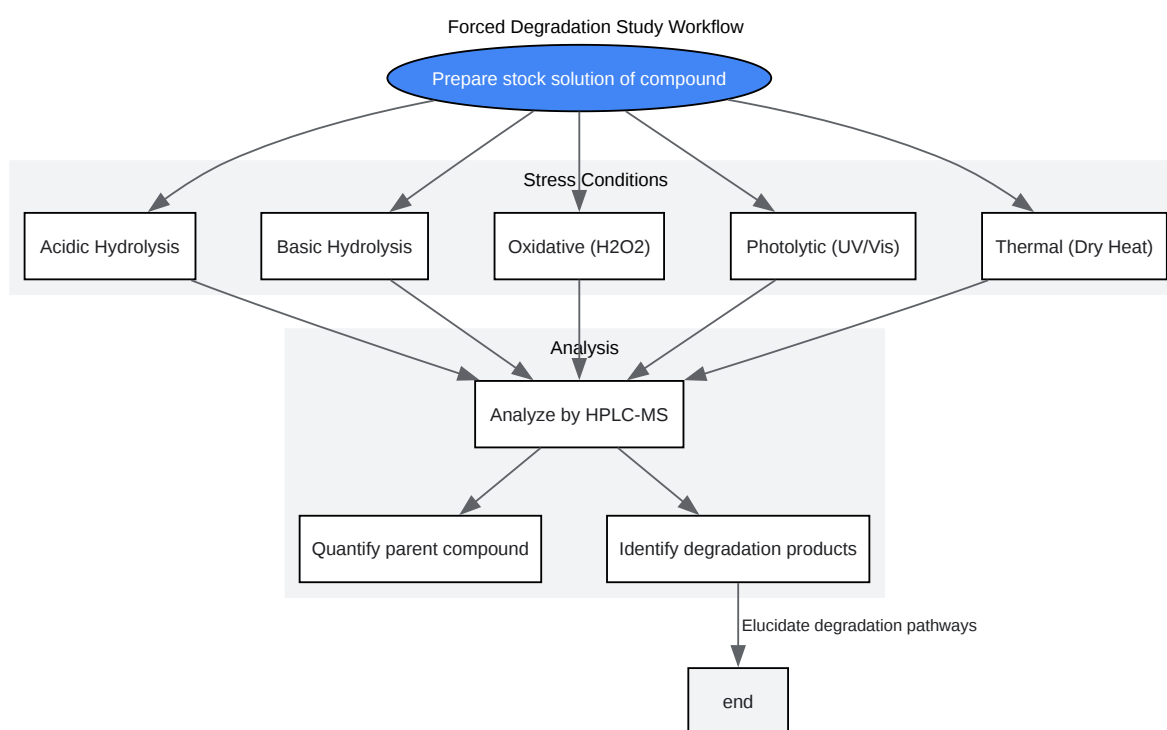 Forced Degradation Study Workflow
Prepare stock solution of compound
Stress Conditions
Acidic Hydrolysis
Basic Hydrolysis
Oxidative (H2O2)
Photolytic (UV/Vis)
Thermal (Dry Heat)
Analysis
Analyze by HPLC-MS
Quantify parent compound
Identify degradation products
Elucidate degradation pathways
end